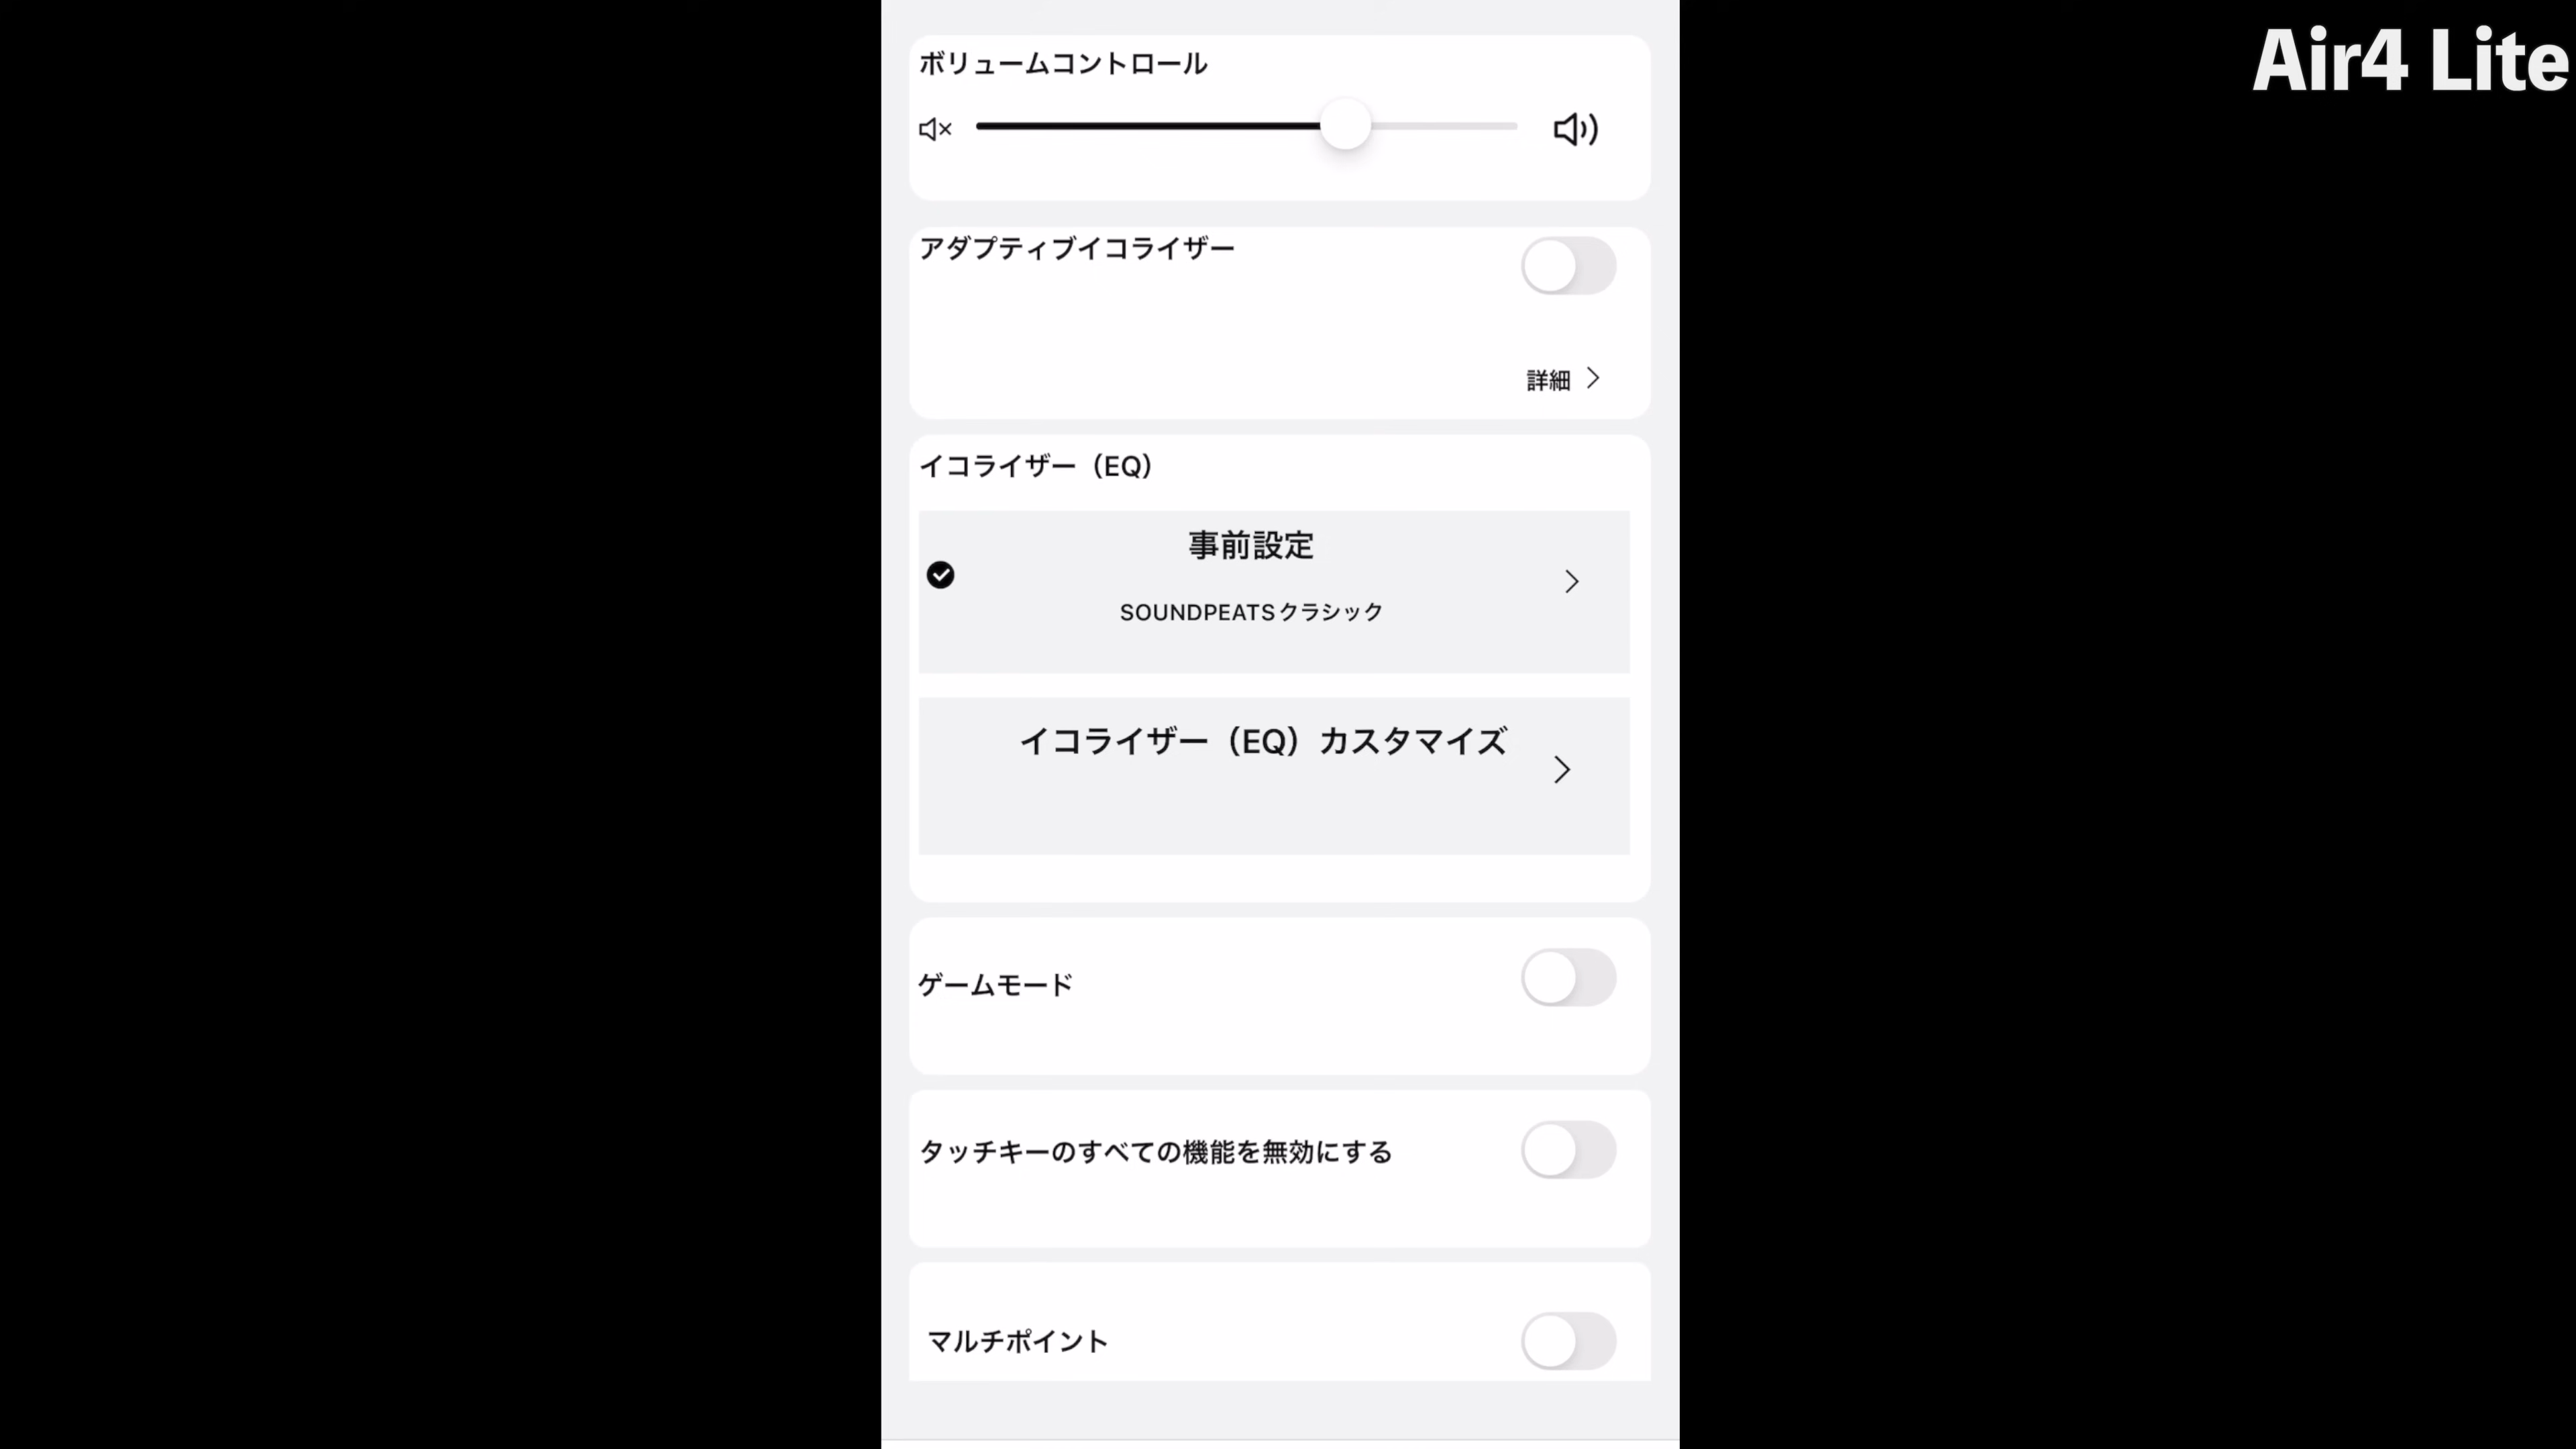 Air4 Lite
ボリュームコントロール
アダプティブイコライザー
詳細
イコライザー（EQ）
事前設定
SOUNDPEATSクラシック
イコライザー（EQ）カスタマイズ
ゲームモード
タッチキーのすべての機能を無効にする
マルチポイント